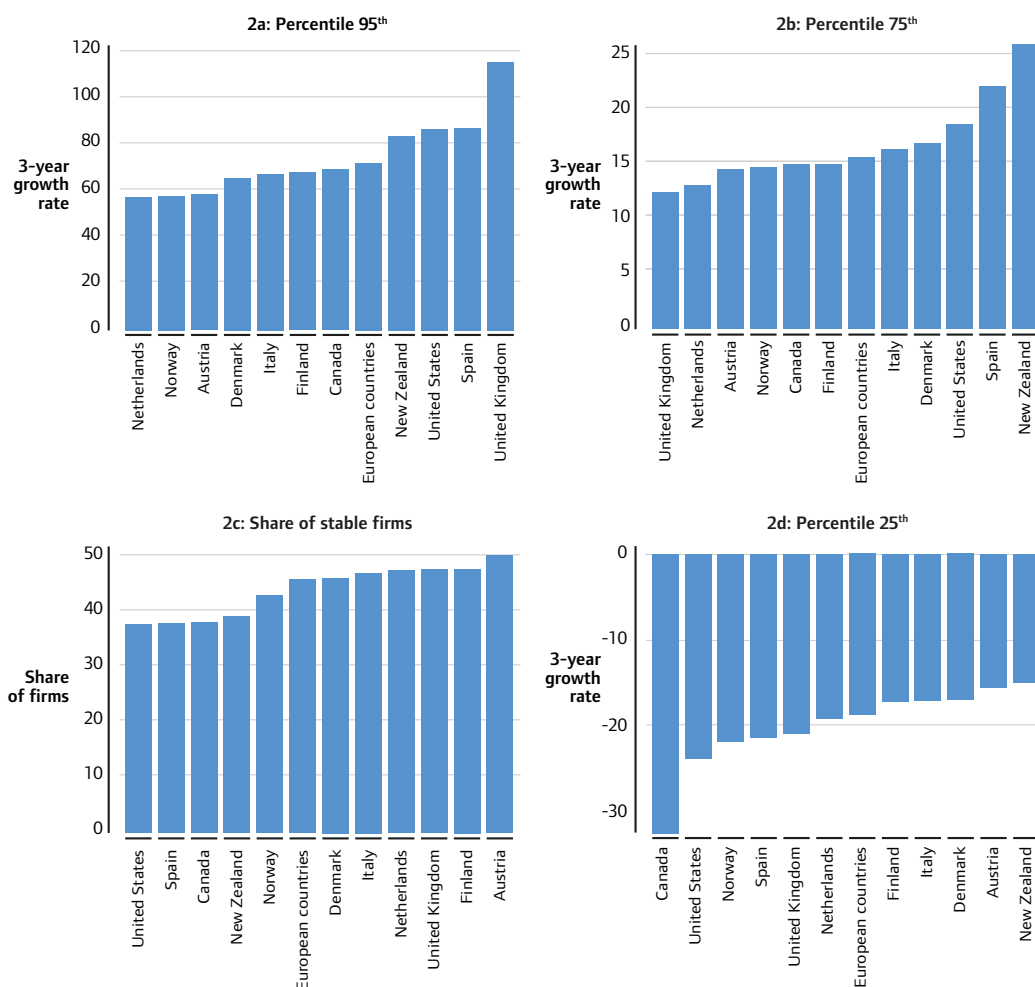 2a: Percentile 95th
120
100
80
60
40
20
0
3-year
growth
rate
Netherlands
Norway
Austria
Denmark
Italy
Finland
Canada
European countries
New Zealand
United States
Spain
United Kingdom
2b: Percentile 75th
25
20
15
10
5
0
3-year
growth
rate
United Kingdom
Netherlands
Austria
Norway
Canada
Finland
European countries
Italy
Denmark
United States
Spain
New Zealand
2c: Share of stable firms
50
40
30
20
10
0
Share
of firms
United States
Spain
Canada
New Zealand
Norway
European countries
Denmark
Italy
Netherlands
United Kingdom
Finland
Austria
2d: Percentile 25th
0
-10
-20
-30
3-year
growth
rate
Canada
United States
Norway
Spain
United Kingdom
Netherlands
European countries
Finland
Italy
Denmark
Austria
New Zealand